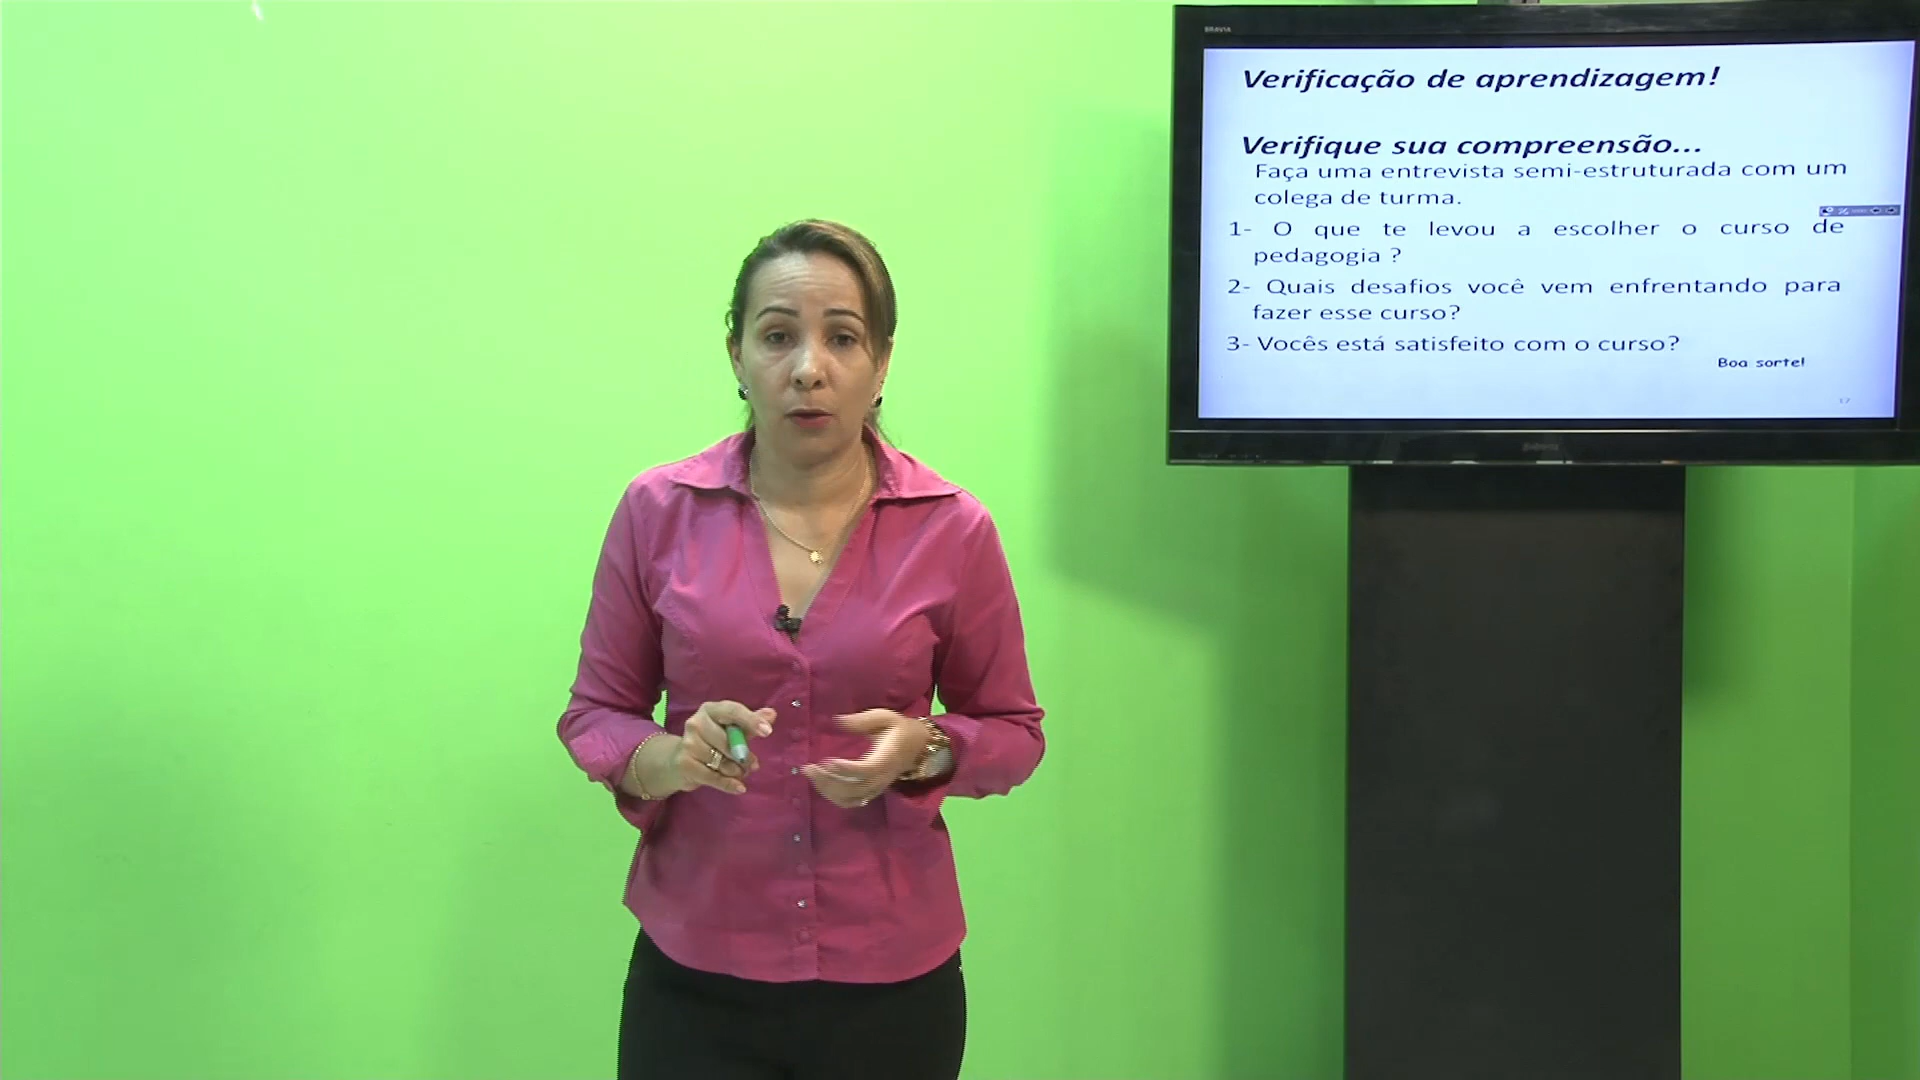 BRAVIA
Verificação de aprendizagem!
Verifique sua compreensão...
Faça uma entrevista semi-estruturada com um
colega de turma.
1- O que te levou a escolher o curso de
pedagogia ?
2- Quais desafios você vem enfrentando para
fazer esse curso?
3- Vocês está satisfeito com o curso?
Boa sorte!
17